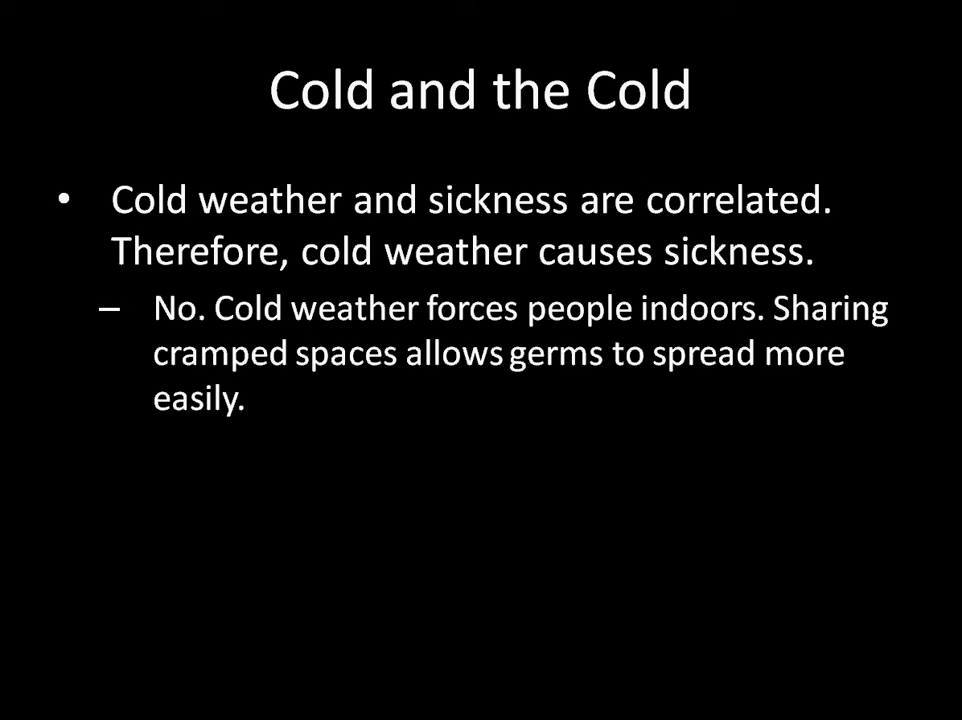 Cold and the Cold
• Cold weather and sickness are correlated.
Therefore, cold weather causes sickness.
– No. Cold weather forces people indoors. Sharing
cramped spaces allows germs to spread more
easily.